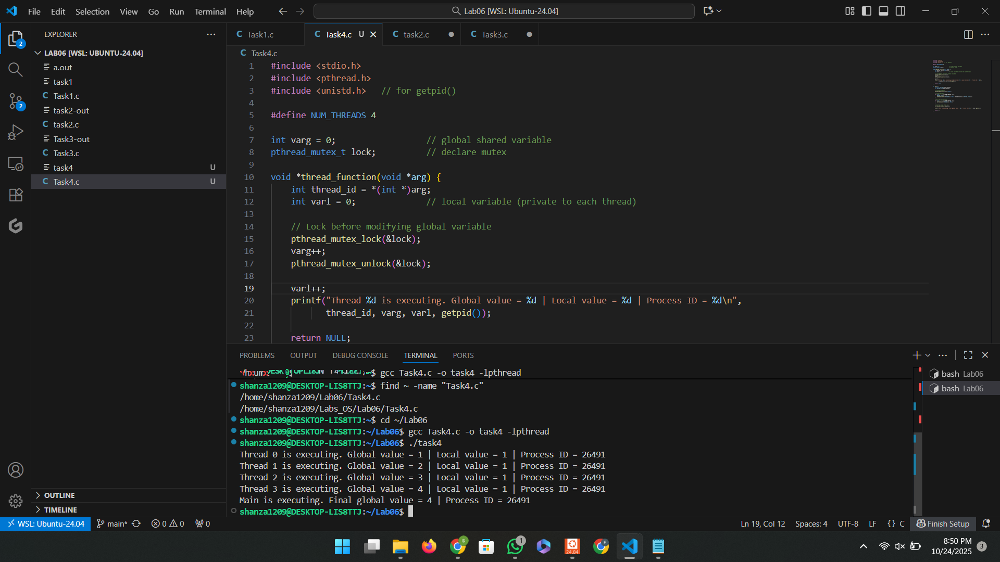 File Edit Selection View Go Run Terminal Help
Lab06 [WSL: Ubuntu-24.04]
EXPLORER
2
2
LAB06 [WSL: UBUNTU-24.04]
a.out
task1
C Task1.c
task2-out
C task2.c
Task3-out
C Task3.c
task4 U
C Task4.c U
OUTLINE
TIMELINE
C Task1.c
C Task4.c U
C task2.c
C Task3.c
C Task4.c
1 #include <stdio.h>
2 #include <pthread.h>
3 #include <unistd.h> // for getpid()
4
5 #define NUM_THREADS 4
6
7 int varg = 0; // global shared variable
8 pthread_mutex_t lock; // declare mutex
9
10 void *thread_function(void *arg) {
11 int thread_id = *(int *)arg;
12 int varl = 0; // local variable (private to each thread)
13
14 // Lock before modifying global variable
15 pthread_mutex_lock(&lock);
16 varg++;
17 pthread_mutex_unlock(&lock);
18
19 varl++;
20 printf("Thread %d is executing. Global value = %d | Local value = %d | Process ID = %d\n",
21 thread_id, varg, varl, getpid());
22
23 return NULL;
PROBLEMS OUTPUT DEBUG CONSOLE TERMINAL PORTS
$ gcc Task4.c -o task4 -lpthread
shanza1209@DESKTOP-LIS8TTJ:~$ find ~ -name "Task4.c"
/home/shanza1209/Lab06/Task4.c
/home/shanza1209/Labs_OS/Lab06/Task4.c
shanza1209@DESKTOP-LIS8TTJ:~$ cd ~/Lab06
shanza1209@DESKTOP-LIS8TTJ:~/Lab06$ gcc Task4.c -o task4 -lpthread
shanza1209@DESKTOP-LIS8TTJ:~/Lab06$ ./task4
Thread 0 is executing. Global value = 1 | Local value = 1 | Process ID = 26491
Thread 1 is executing. Global value = 2 | Local value = 1 | Process ID = 26491
Thread 2 is executing. Global value = 3 | Local value = 1 | Process ID = 26491
Thread 3 is executing. Global value = 4 | Local value = 1 | Process ID = 26491
Main is executing. Final global value = 4 | Process ID = 26491
shanza1209@DESKTOP-LIS8TTJ:~/Lab06$
bash Lab06
bash Lab06
WSL: Ubuntu-24.04 main* 0 0 0
Ln 19, Col 12 Spaces: 4 UTF-8 LF {} C Finish Setup
S
1
24.04
F
8:50 PM
10/24/2025
3